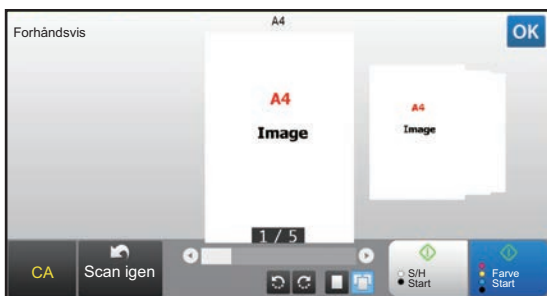 A4
Forhåndsvis
OK
A4
Image
A4
Image
1 / 5
CA
Scan igen
S/H
Start
Farve
Start